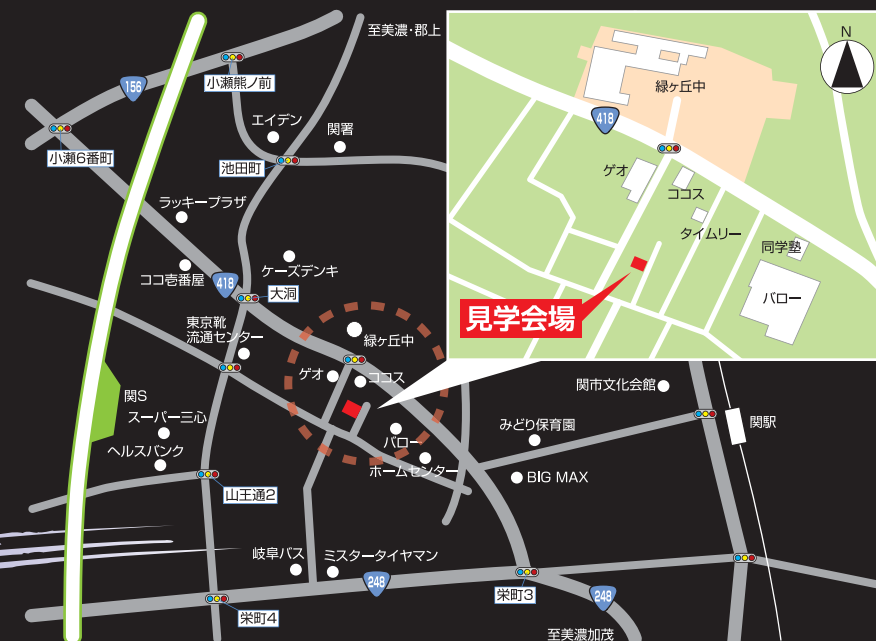 至美濃・郡上
156
小瀬熊ノ前
エイデン
関署
小瀬6番町
池田町
ラッキープラザ
ココ壱番屋
418
ケーズデンキ
大洞
東京靴
流通センター
緑ヶ丘中
ゲオ
ココス
関S
スーパー三心
ヘルスバンク
バロー
ホームセンター
山王通2
関市文化会館
みどり保育園
関駅
BIG MAX
岐阜バス
ミスタータイヤマン
248
栄町3
248
栄町4
至美濃加茂
N
緑ヶ丘中
418
ゲオ
ココス
タイムリー
同学塾
バロー
見学会場